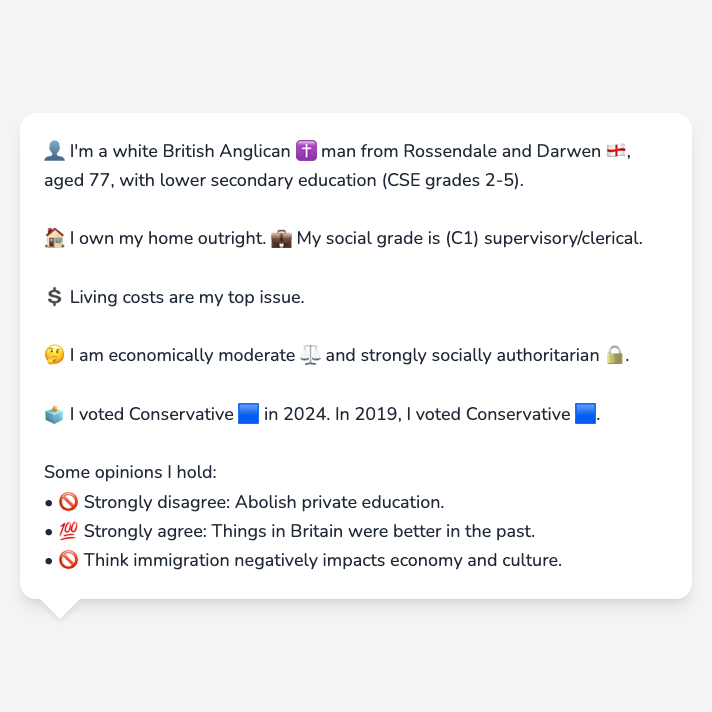 👤 I'm a white British Anglican ✝️ man from Rossendale and Darwen 🏴󠁧󠁢󠁥󠁮󠁧󠁿,
aged 77, with lower secondary education (CSE grades 2-5).
🏠 I own my home outright. 💼 My social grade is (C1) supervisory/clerical.
💲 Living costs are my top issue.
🤔 I am economically moderate ⚖️ and strongly socially authoritarian 🔒.
🗳️ I voted Conservative 🟦 in 2024. In 2019, I voted Conservative 🟦.
Some opinions I hold:
• 🚫 Strongly disagree: Abolish private education.
• 💯 Strongly agree: Things in Britain were better in the past.
• 🚫 Think immigration negatively impacts economy and culture.